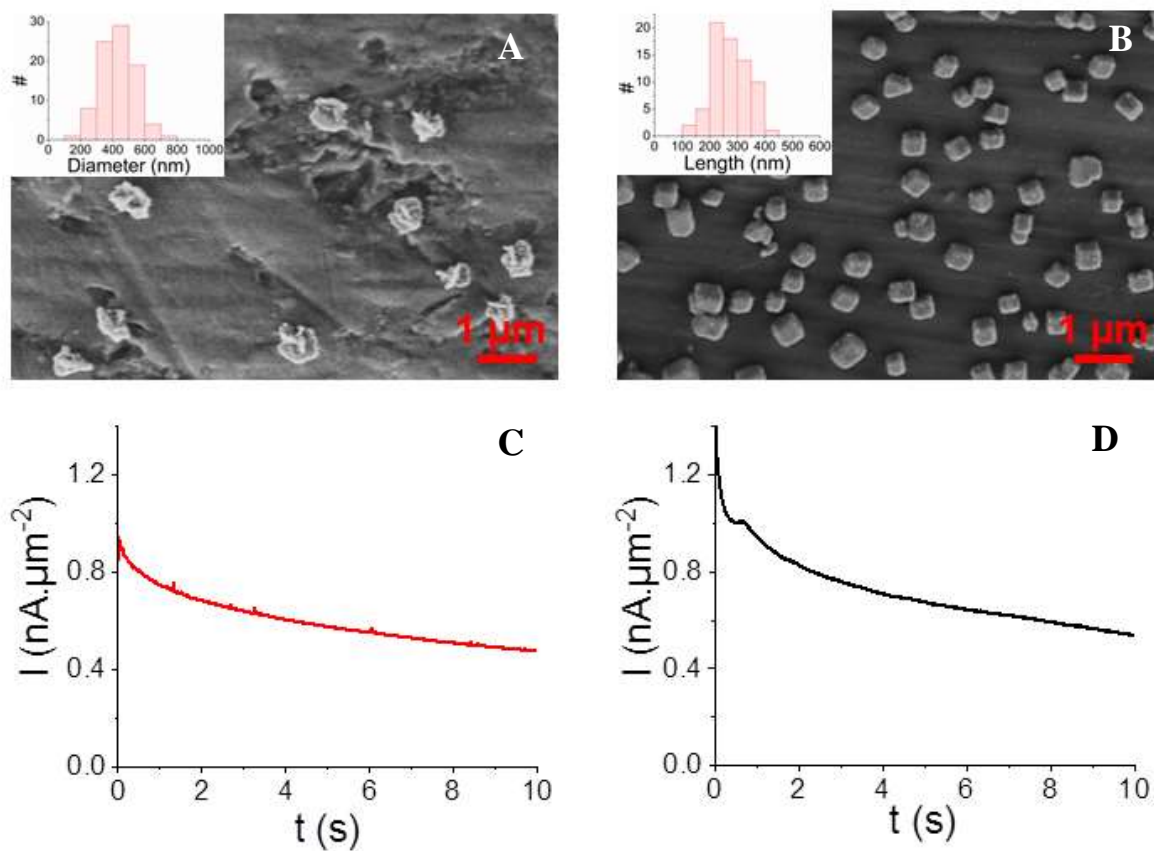 A
30
20
10
0
#
0 200 400 600 800 1000
Diameter (nm)
1 µm
B
20
15
10
5
0
#
0 100 200 300 400 500 600
Length (nm)
1 µm
C
1.2
0.8
0.4
0.0
I (nA.µm⁻²)
0 2 4 6 8 10
t (s)
D
1.2
0.8
0.4
0.0
I (nA.µm⁻²)
0 2 4 6 8 10
t (s)